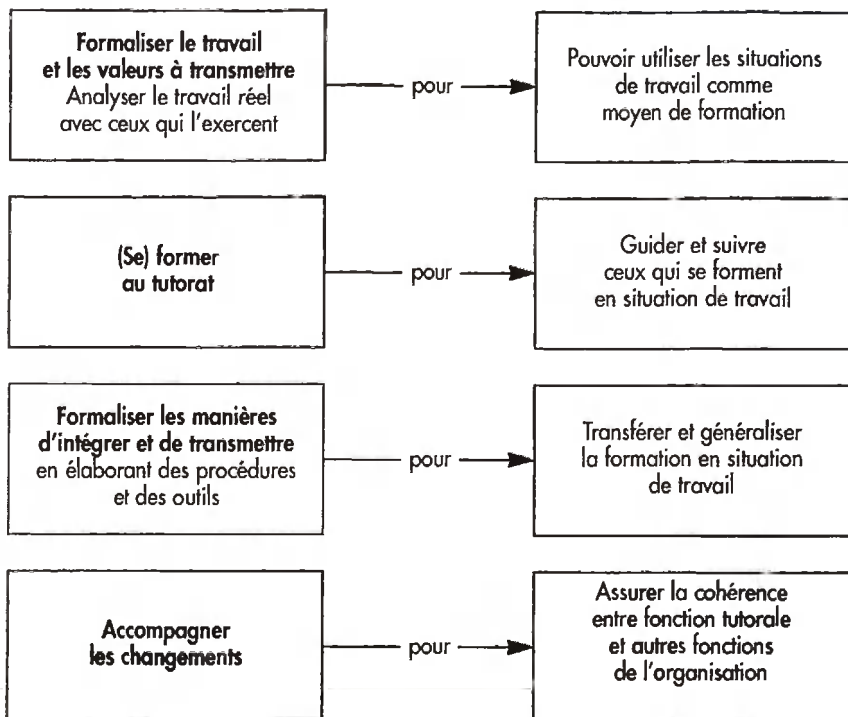 Formaliser le travail
et les valeurs à transmettre
Analyser le travail réel
avec ceux qui l'exercent
pour
Pouvoir utiliser les situations
de travail comme
moyen de formation
(Se) former
au tutorat
pour
Guider et suivre
ceux qui se forment
en situation de travail
Formaliser les manières
d'intégrer et de transmettre
en élaborant des procédures
et des outils
pour
Transférer et généraliser
la formation en situation
de travail
Accompagner
les changements
pour
Assurer la cohérence
entre fonction tutorale
et autres fonctions
de l'organisation